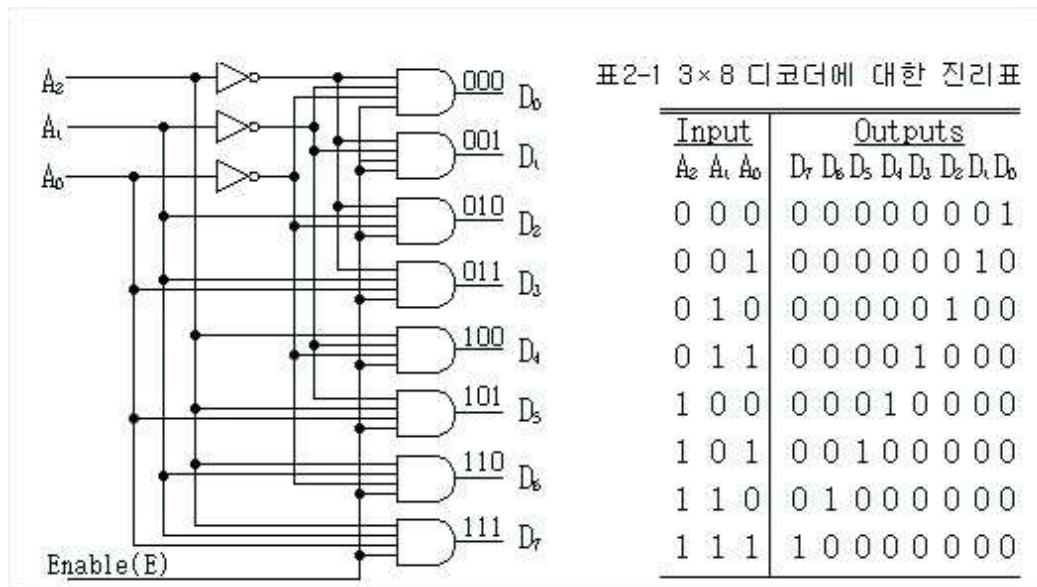 A₂
A₁
A₀
Enable(E)
000 D₀
001 D₁
010 D₂
011 D₃
100 D₄
101 D₅
110 D₆
111 D₇
표2-1 3×8 디코더에 대한 진리표
Input Outputs
A₂ A₁ A₀ D₇ D₆ D₅ D₄ D₃ D₂ D₁ D₀
0 0 0 0 0 0 0 0 0 0 1
0 0 1 0 0 0 0 0 0 1 0
0 1 0 0 0 0 0 0 1 0 0
0 1 1 0 0 0 0 1 0 0 0
1 0 0 0 0 0 1 0 0 0 0
1 0 1 0 0 1 0 0 0 0 0
1 1 0 0 1 0 0 0 0 0 0
1 1 1 1 0 0 0 0 0 0 0